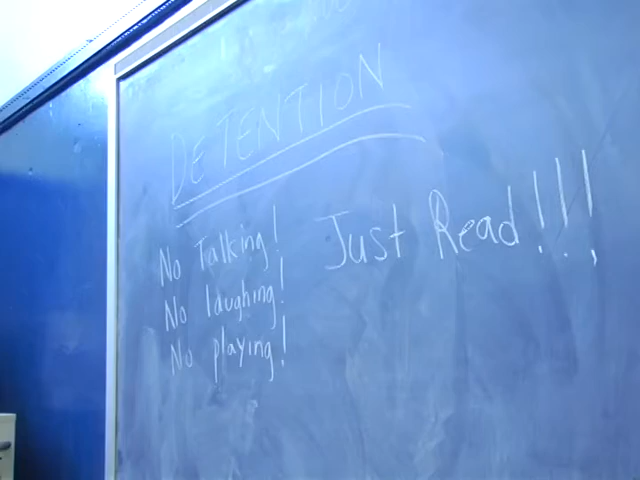 DETENTION
No Talking!
No laughing!
No playing!
Just Read!!!